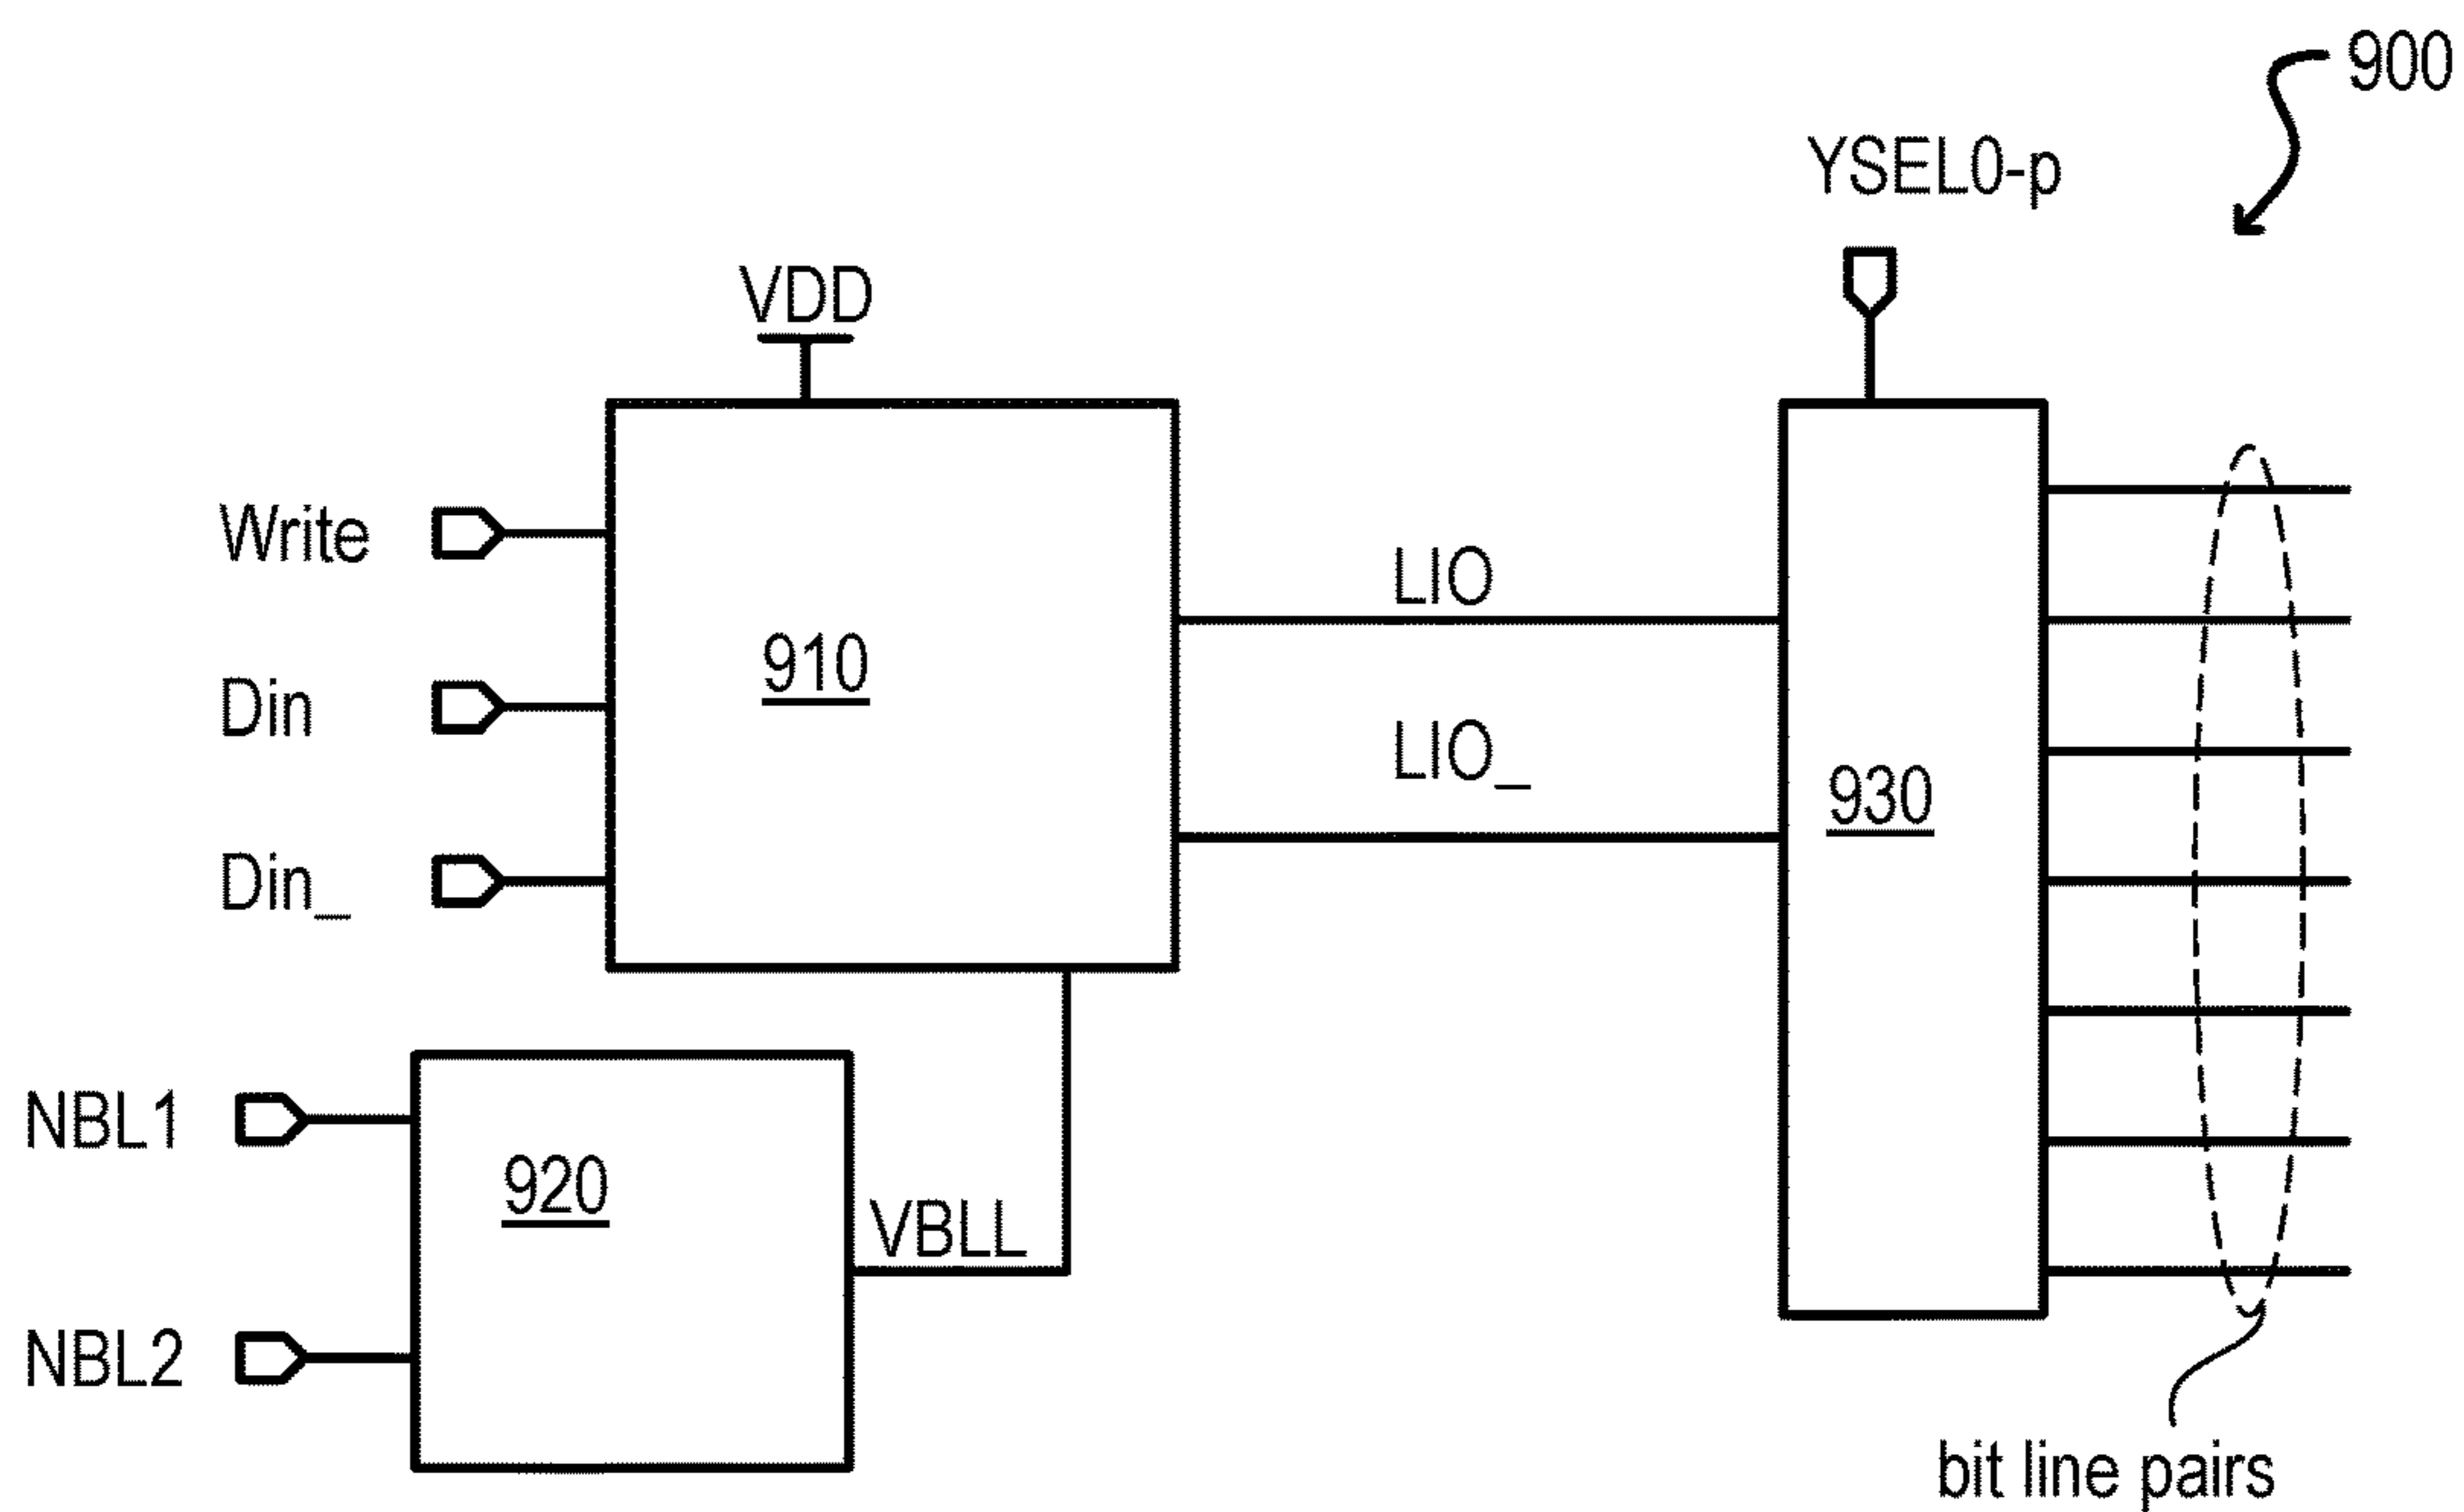 900
YSEL0-p
VDD
Write
LIO
910
Din
LIO_
930
Din_
NBL1
920
VBLL
NBL2
bit line pairs